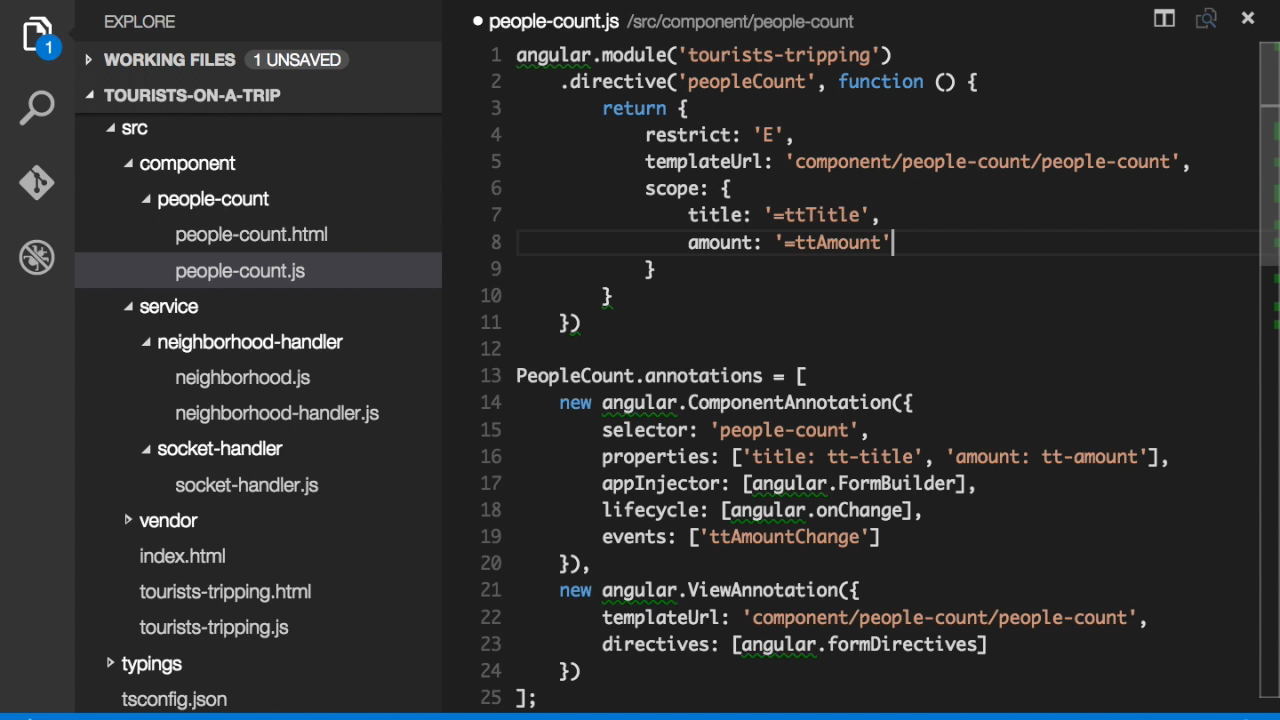 1
EXPLORE
WORKING FILES 1 UNSAVED
TOURISTS-ON-A-TRIP
src
component
people-count
people-count.html
people-count.js
service
neighborhood-handler
neighborhood.js
neighborhood-handler.js
socket-handler
socket-handler.js
vendor
index.html
tourists-tripping.html
tourists-tripping.js
typings
tsconfig.json
people-count.js /src/component/people-count
1 angular.module('tourists-tripping')
2 .directive('peopleCount', function () {
3 return {
4 restrict: 'E',
5 templateUrl: 'component/people-count/people-count',
6 scope: {
7 title: '=ttTitle',
8 amount: '=ttAmount'
9 }
10 }
11 })
12
13 PeopleCount.annotations = [
14 new angular.ComponentAnnotation({
15 selector: 'people-count',
16 properties: ['title: tt-title', 'amount: tt-amount'],
17 appInjector: [angular.FormBuilder],
18 lifecycle: [angular.onChange],
19 events: ['ttAmountChange']
20 }),
21 new angular.ViewAnnotation({
22 templateUrl: 'component/people-count/people-count',
23 directives: [angular.formDirectives]
24 })
25 ];